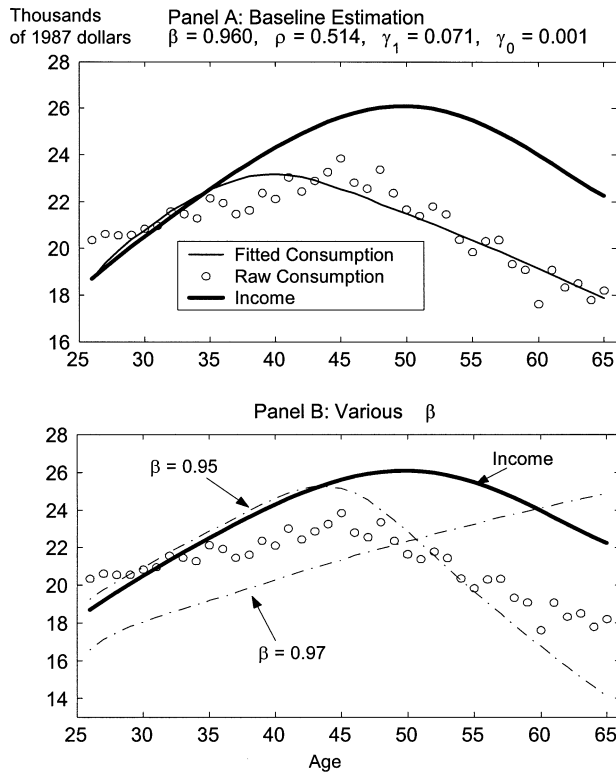 Thousands
of 1987 dollars
Panel A: Baseline Estimation
β = 0.960, ρ = 0.514, γ1 = 0.071, γ0 = 0.001
28
26
24
22
20
18
16
Fitted Consumption
Raw Consumption
Income
25 30 35 40 45 50 55 60 65
Panel B: Various β
28
26
24
22
20
18
16
14
β = 0.95
Income
β = 0.97
25 30 35 40 45 50 55 60 65
Age